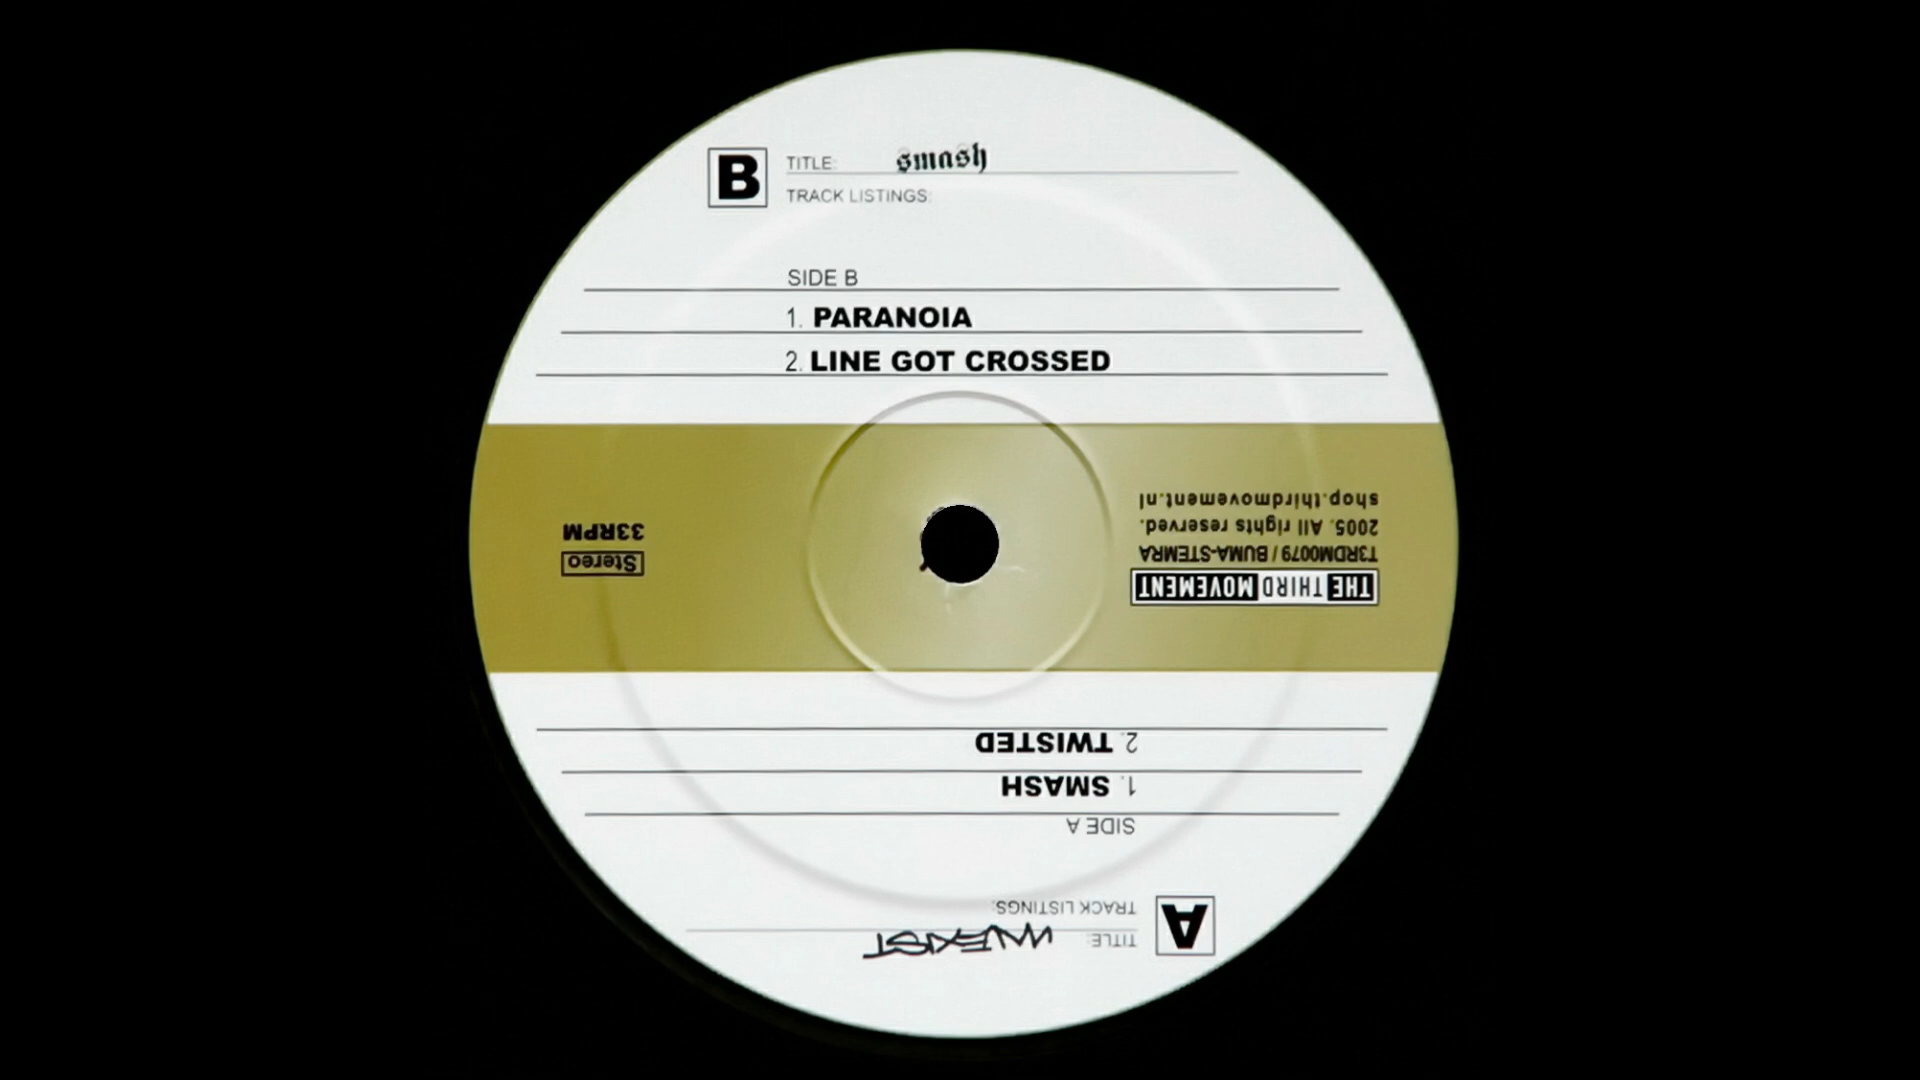 B
TITLE: smash
TRACK LISTINGS:
SIDE B
1. PARANOIA
2. LINE GOT CROSSED
33RPM
Stereo
THE THIRD MOVEMENT
T3RDM0079 / BUMA-STEMRA
2005. All rights reserved.
shop.thirdmovement.nl
A
TITLE:
TRACK LISTINGS:
SIDE A
1. SMASH
2. TWISTED